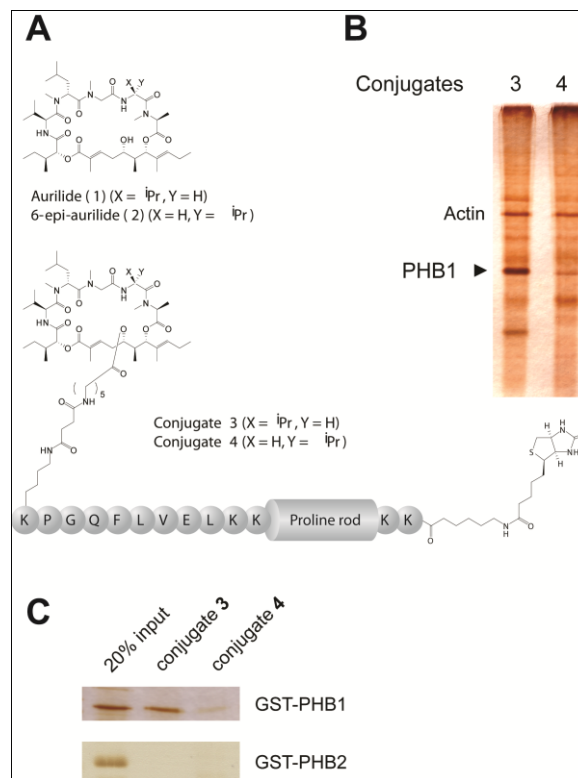 A
B
Conjugates 3 4
Actin
PHB1
X Y
Aurilide (1) (X = iPr, Y= H)
6-epi-aurilide (2) (X= H, Y= iPr)
X Y
5
Conjugate 3 (X= iPr, Y= H)
Conjugate 4 (X= H, Y= iPr)
K P G Q F L V E L K K Proline rod K K
C
20% input
conjugate 3
conjugate 4
GST-PHB1
GST-PHB2